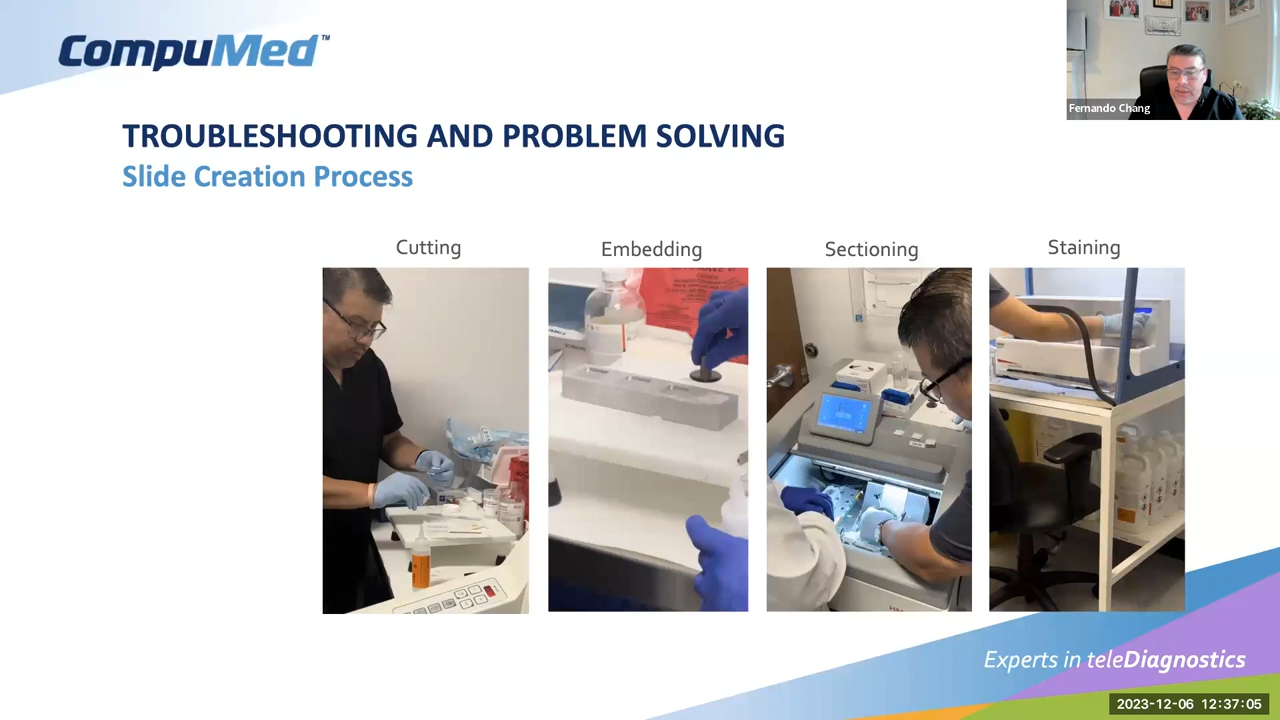 CompuMed™
Fernando Chang
TROUBLESHOOTING AND PROBLEM SOLVING
Slide Creation Process
Cutting
Embedding
Sectioning
Staining
Experts in teleDiagnostics
2023-12-06 12:37:05